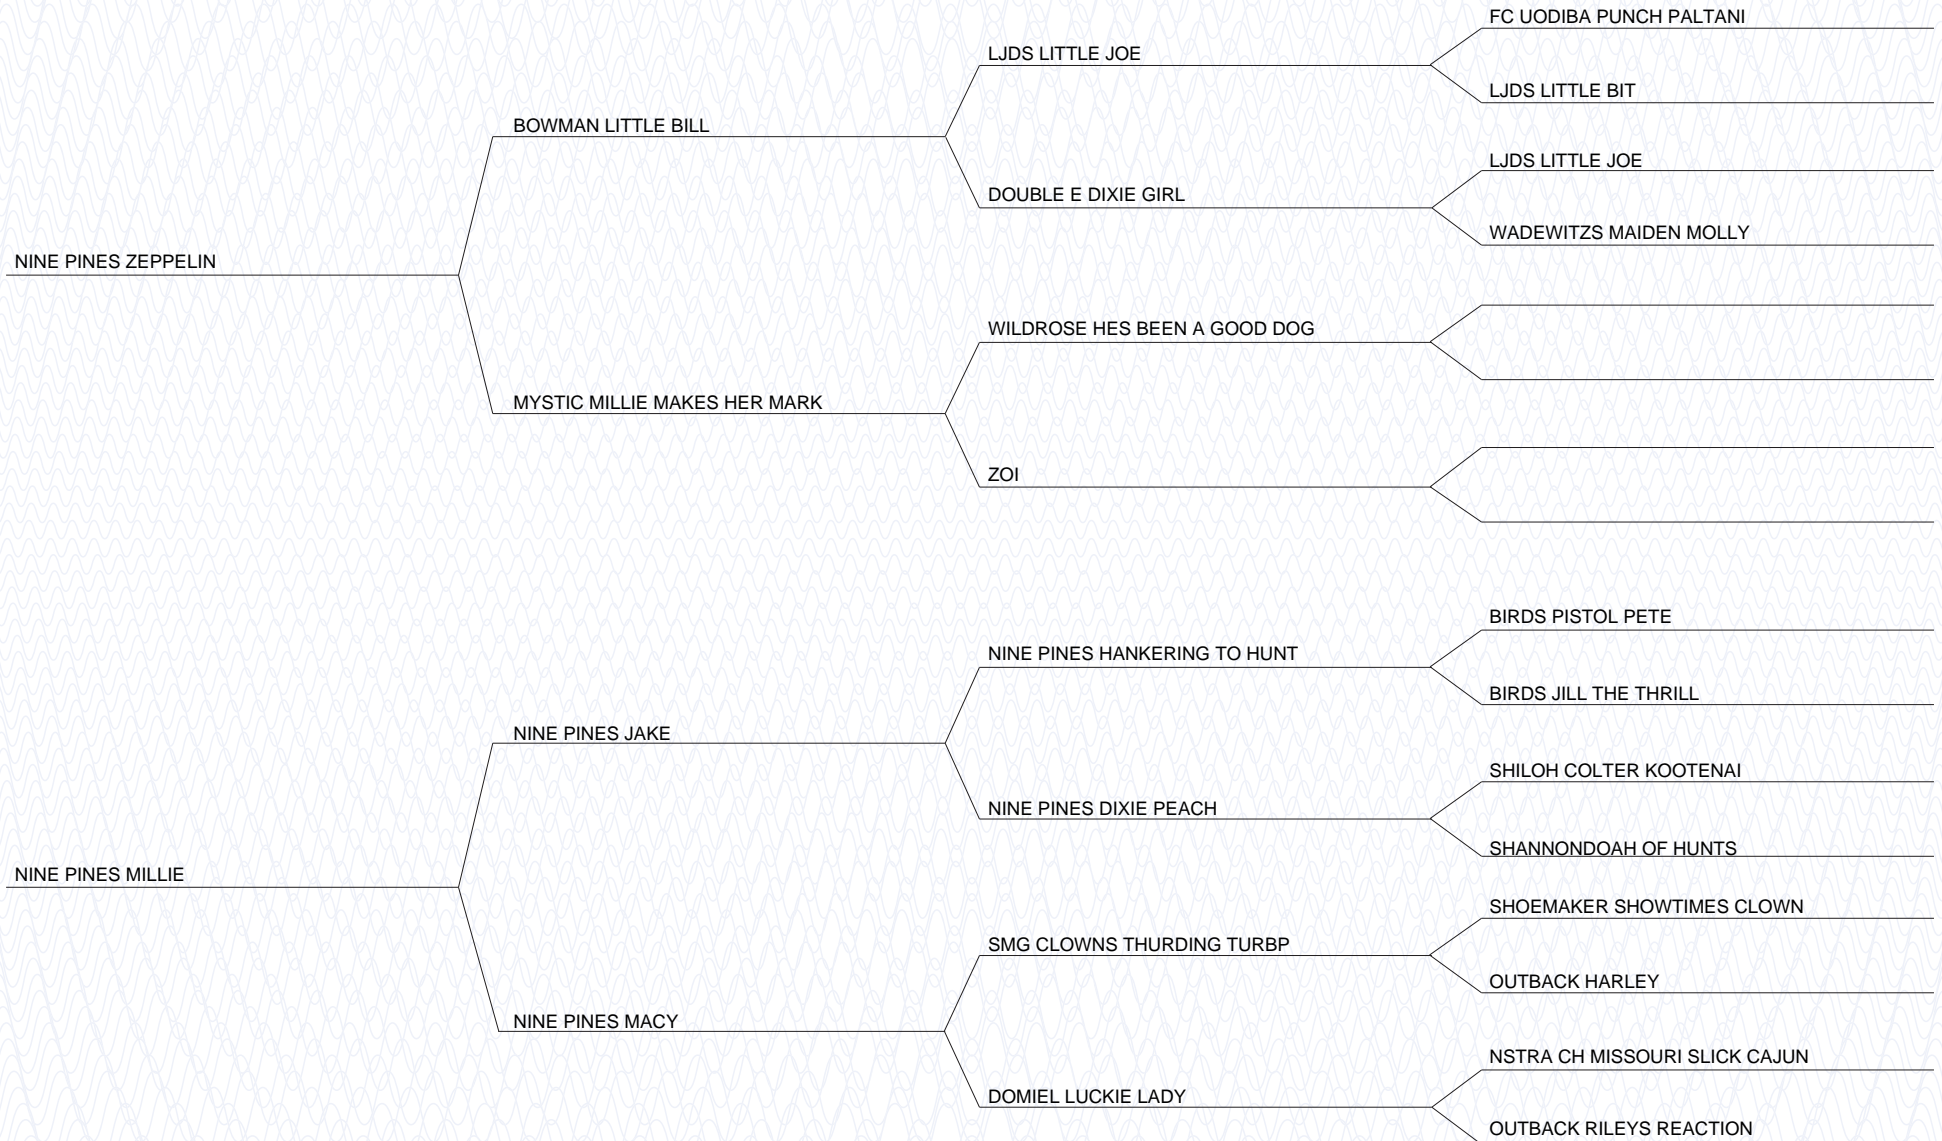 FC UODIBA PUNCH PALTANI
LJDS LITTLE JOE
LJDS LITTLE BIT
BOWMAN LITTLE BILL
LJDS LITTLE JOE
DOUBLE E DIXIE GIRL
WADEWITZS MAIDEN MOLLY
NINE PINES ZEPPELIN
WILDROSE HES BEEN A GOOD DOG
MYSTIC MILLIE MAKES HER MARK
ZOI
BIRDS PISTOL PETE
NINE PINES HANKERING TO HUNT
BIRDS JILL THE THRILL
NINE PINES JAKE
SHILOH COLTER KOOTENAI
NINE PINES DIXIE PEACH
SHANNONDOAH OF HUNTS
NINE PINES MILLIE
SHOEMAKER SHOWTIMES CLOWN
SMG CLOWNS THURDING TURBP
OUTBACK HARLEY
NINE PINES MACY
NSTRA CH MISSOURI SLICK CAJUN
DOMIEL LUCKIE LADY
OUTBACK RILEYS REACTION